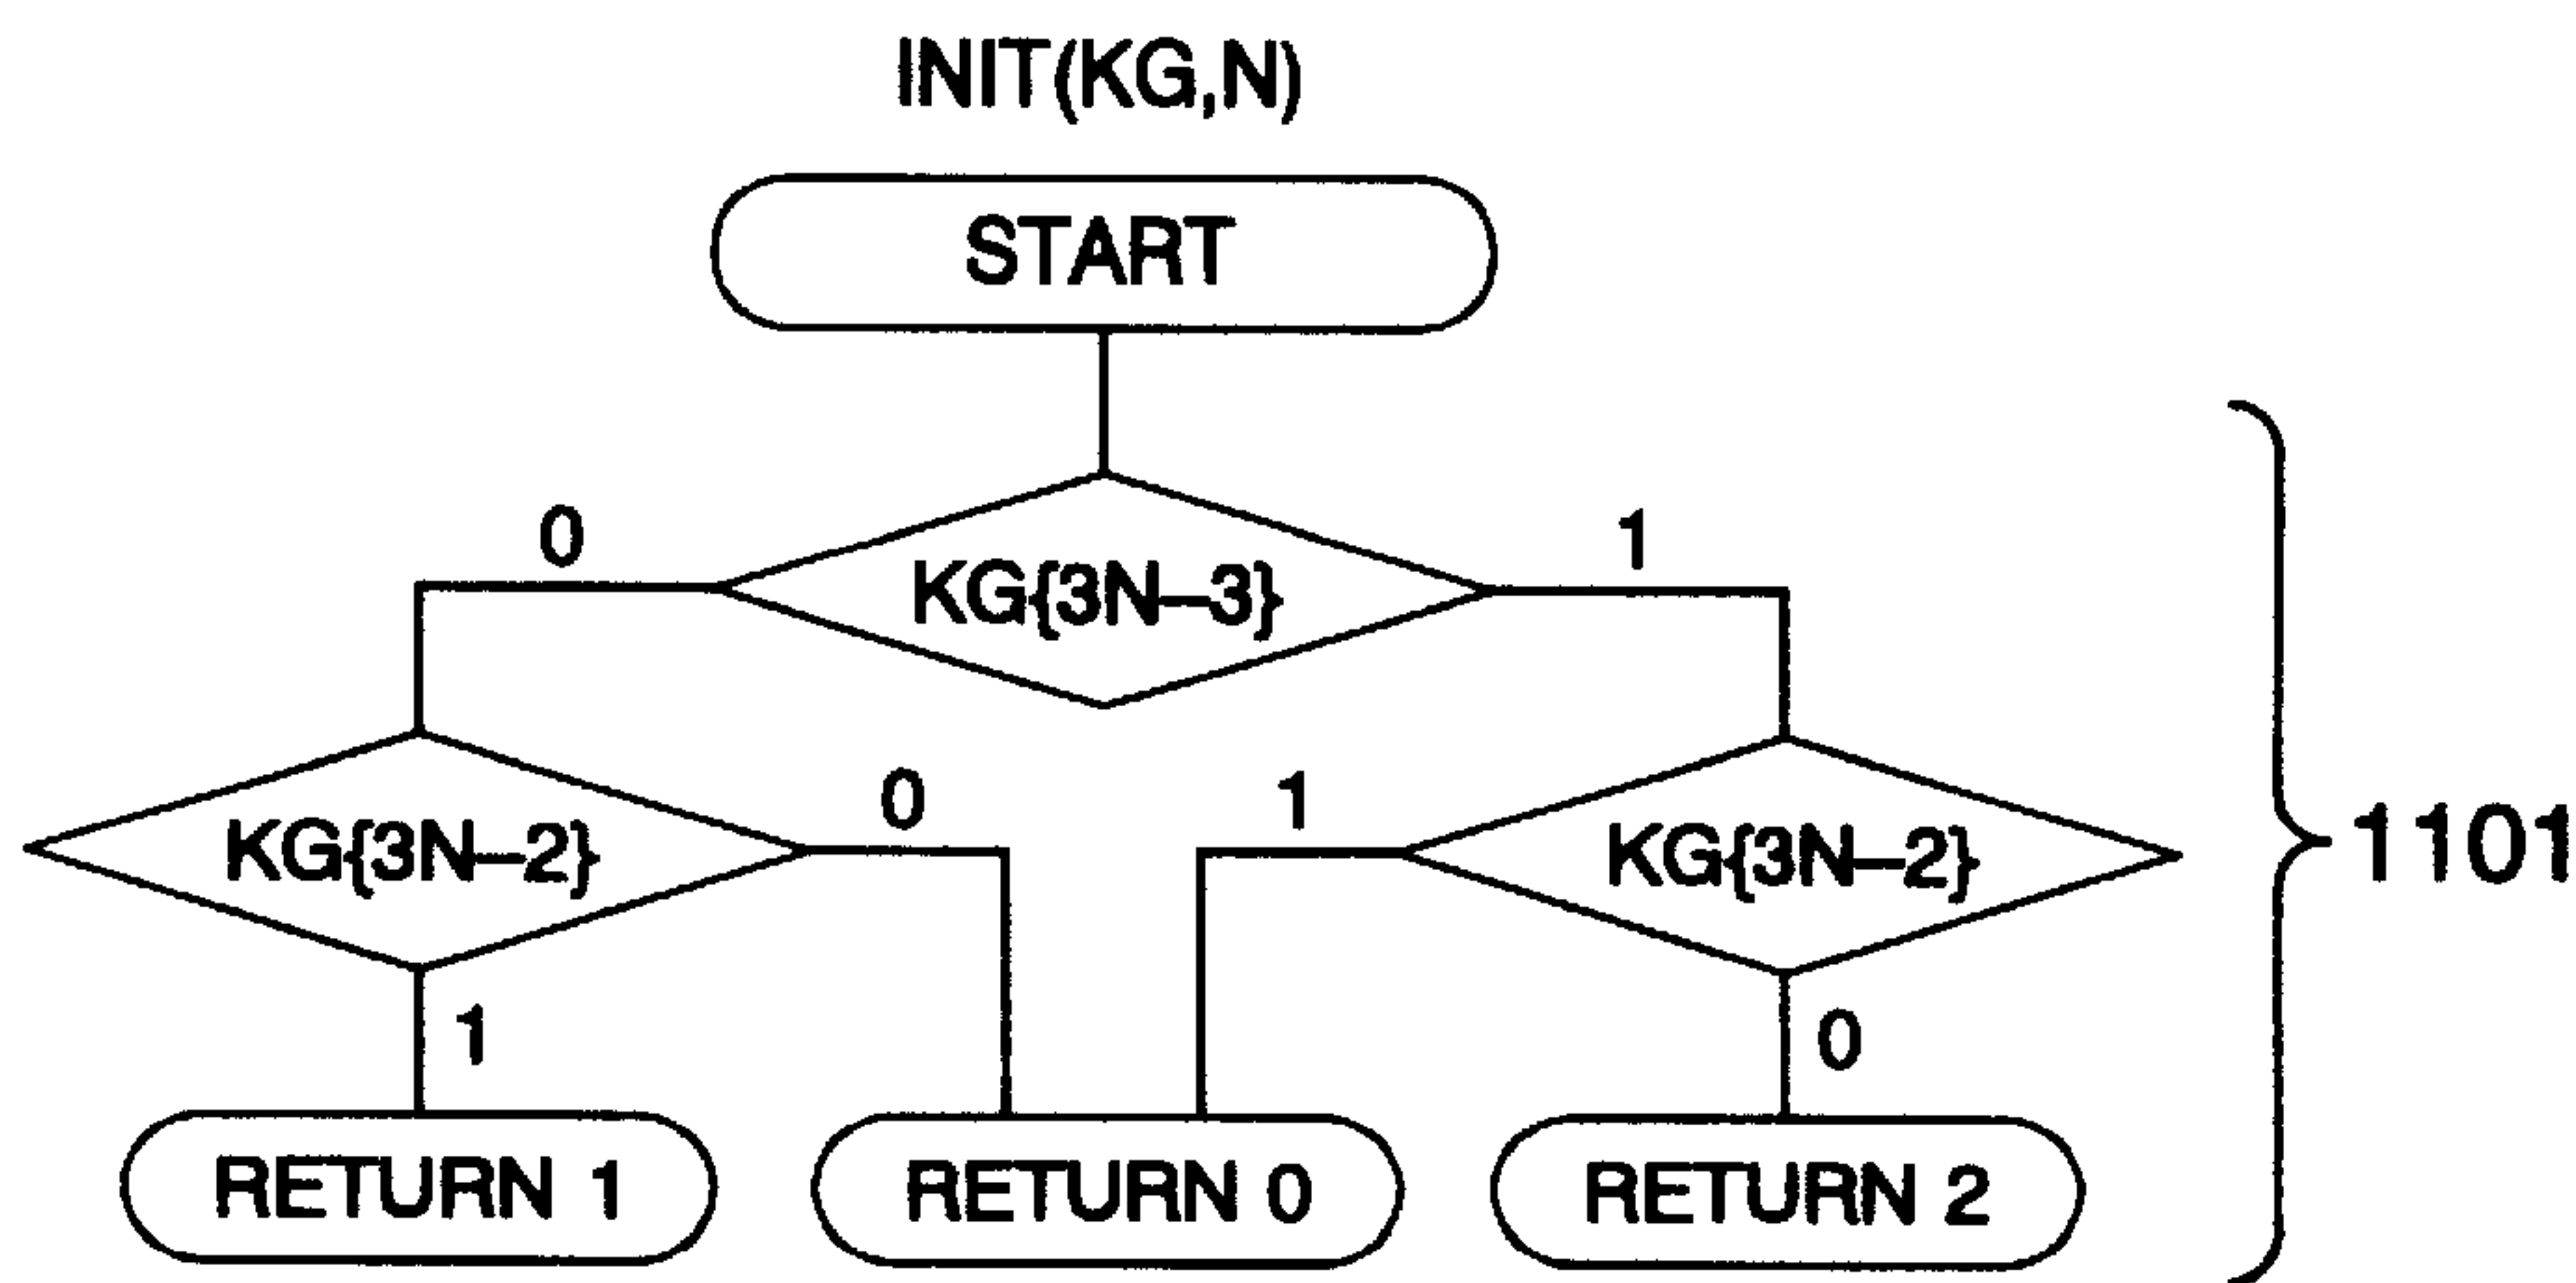 INIT(KG,N)
START
0
1
KG{3N–3}
0
1
KG{3N–2}
KG{3N–2}
1101
1
0
RETURN 1
RETURN 0
RETURN 2